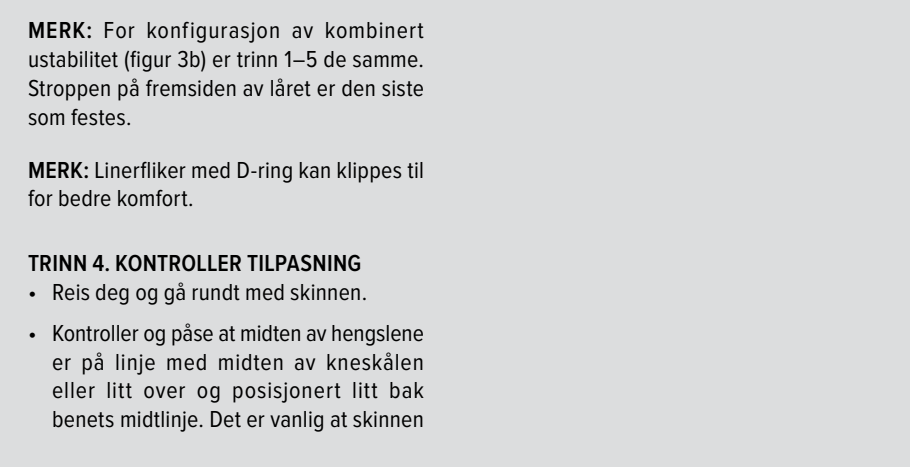 MERK: For konfigurasjon av kombinert
ustabilitet (figur 3b) er trinn 1–5 de samme.
Stroppen på fremsiden av låret er den siste
som festes.
MERK: Linerfliker med D-ring kan klippes til
for bedre komfort.
TRINN 4. KONTROLLER TILPASNING
• Reis deg og gå rundt med skinnen.
• Kontroller og påse at midten av hengslene
er på linje med midten av kneskålen
eller litt over og posisjonert litt bak
benets midtlinje. Det er vanlig at skinnen